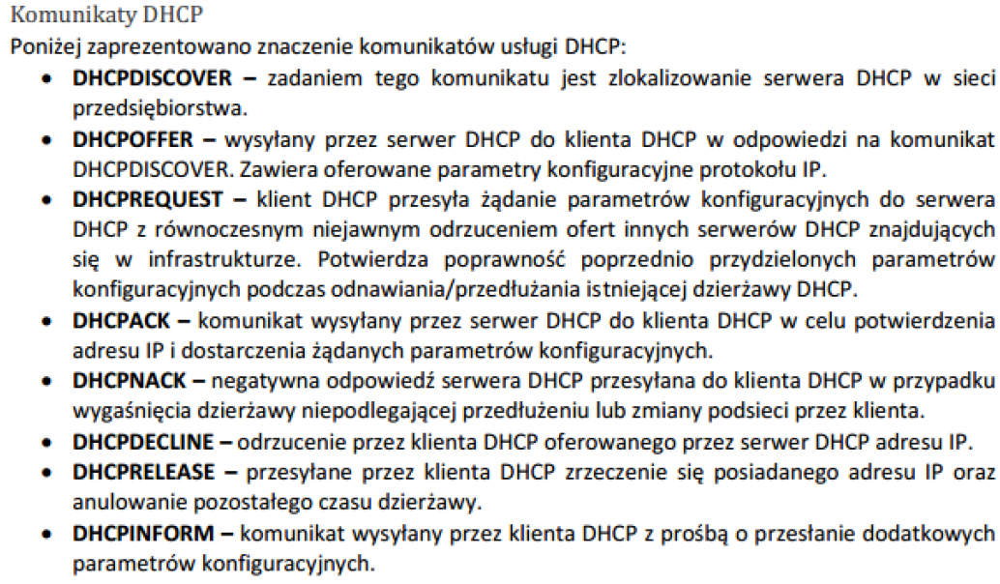 Komunikaty DHCP
Poniżej zaprezentowano znaczenie komunikatów usługi DHCP:
• DHCPDISCOVER – zadaniem tego komunikatu jest zlokalizowanie serwera DHCP w sieci
przedsiębiorstwa.
• DHCPOFFER – wysyłany przez serwer DHCP do klienta DHCP w odpowiedzi na komunikat
DHCPDISCOVER. Zawiera oferowane parametry konfiguracyjne protokołu IP.
• DHCPREQUEST – klient DHCP przesyła żądanie parametrów konfiguracyjnych do serwera
DHCP z równoczesnym niejawnym odrzuceniem ofert innych serwerów DHCP znajdujących
się w infrastrukturze. Potwierdza poprawność poprzednio przydzielonych parametrów
konfiguracyjnych podczas odnawiania/przedłużania istniejącej dzierżawy DHCP.
• DHCPACK – komunikat wysyłany przez serwer DHCP do klienta DHCP w celu potwierdzenia
adresu IP i dostarczenia żądanych parametrów konfiguracyjnych.
• DHCPNACK – negatywna odpowiedź serwera DHCP przesyłana do klienta DHCP w przypadku
wygaśnięcia dzierżawy niepodlegającej przedłużeniu lub zmiany podsieci przez klienta.
• DHCPDECLINE – odrzucenie przez klienta DHCP oferowanego przez serwer DHCP adresu IP.
• DHCPRELEASE – przesyłane przez klienta DHCP zrzeczenie się posiadanego adresu IP oraz
anulowanie pozostałego czasu dzierżawy.
• DHCPINFORM – komunikat wysyłany przez klienta DHCP z prośbą o przesłanie dodatkowych
parametrów konfiguracyjnych.